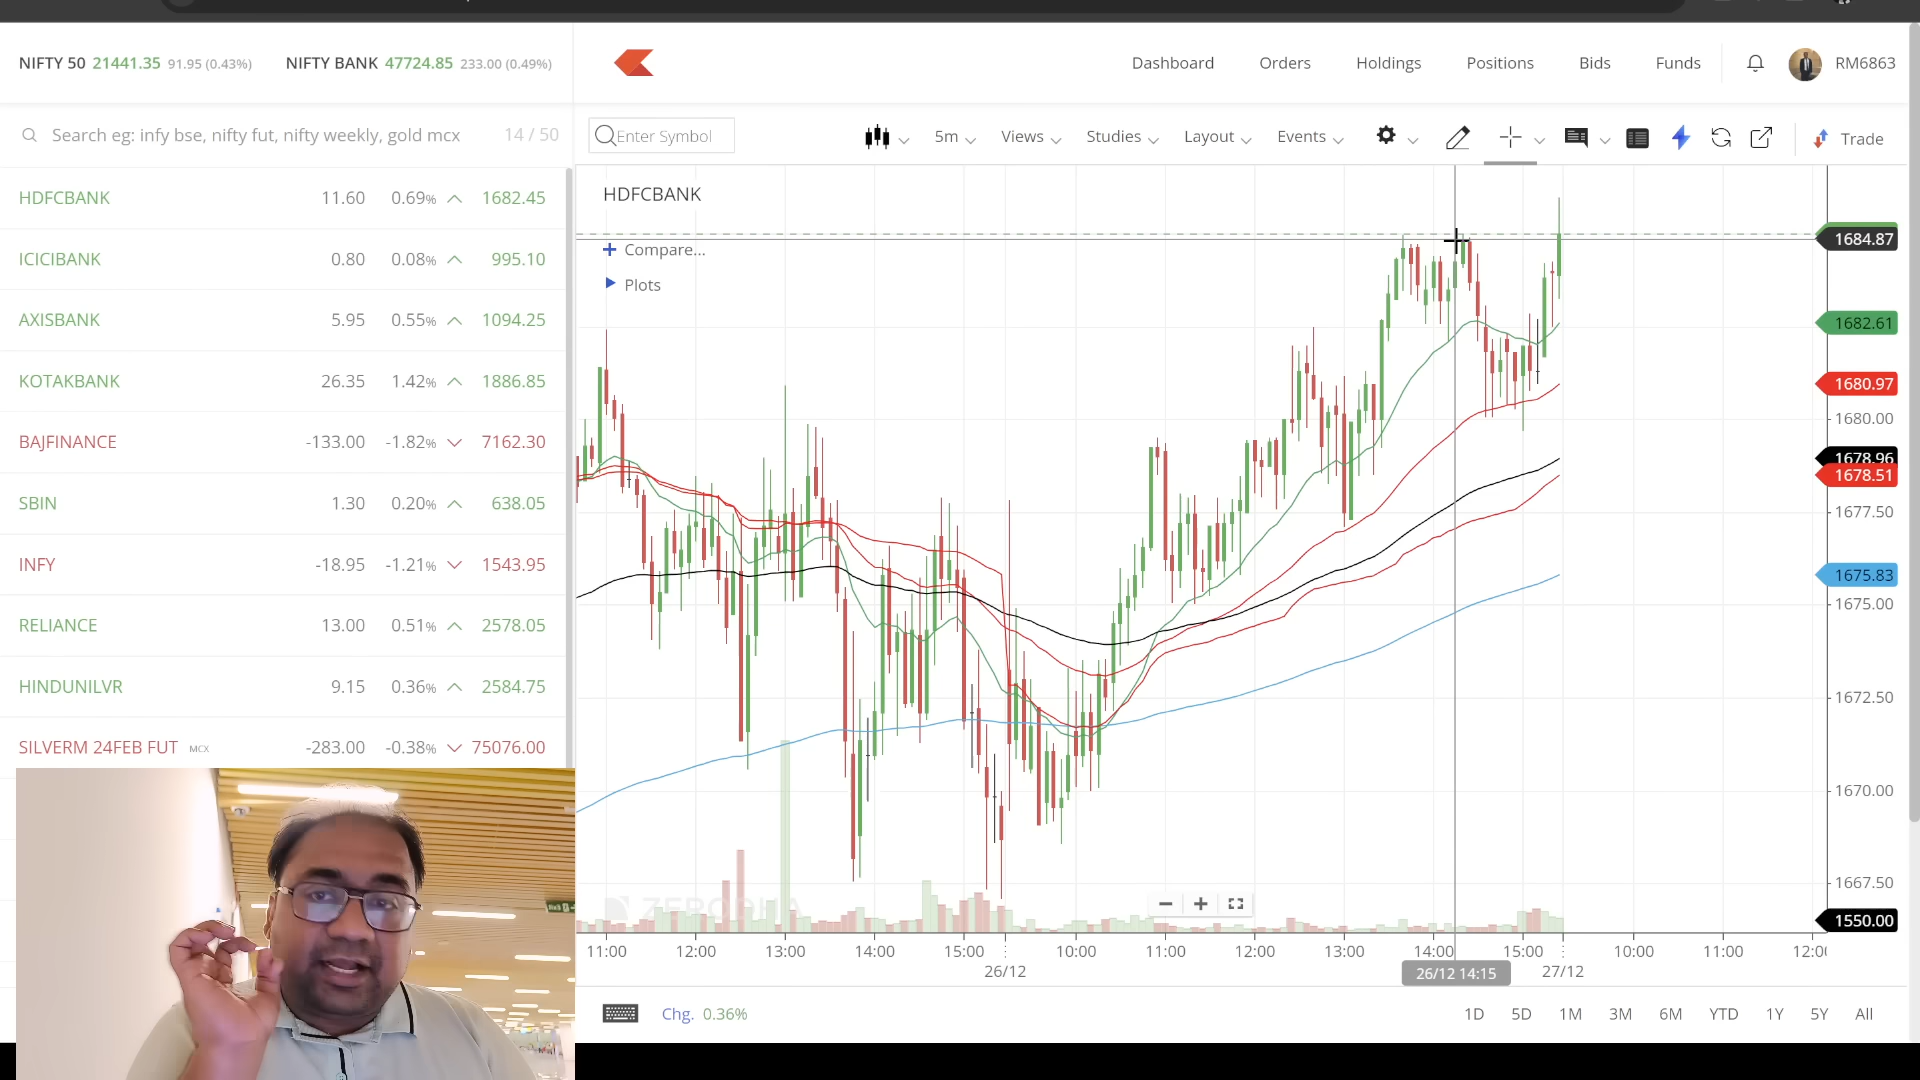 NIFTY 50 21441.35 91.95 (0.43%) NIFTY BANK 47724.85 233.00 (0.49%)
Dashboard Orders Holdings Positions Bids Funds RM6863
Search eg: infy bse, nifty fut, nifty weekly, gold mcx 14 / 50
Enter Symbol 5m Views Studies Layout Events Trade
HDFCBANK 11.60 0.69% 1682.45
ICICIBANK 0.80 0.08% 995.10
AXISBANK 5.95 0.55% 1094.25
KOTAKBANK 26.35 1.42% 1886.85
BAJFINANCE -133.00 -1.82% 7162.30
SBIN 1.30 0.20% 638.05
INFY -18.95 -1.21% 1543.95
RELIANCE 13.00 0.51% 2578.05
HINDUNILVR 9.15 0.36% 2584.75
SILVERM 24FEB FUT MCX -283.00 -0.38% 75076.00
HDFCBANK
Compare...
Plots
1684.87
1682.61
1680.97
1680.00
1678.96
1678.51
1677.50
1675.83
1675.00
1672.50
1670.00
1667.50
1550.00
ZERODHA
11:00 12:00 13:00 14:00 15:00 10:00 11:00 12:00 13:00 14:00 15:00 10:00 11:00
26/12 26/12 14:15 27/12
Chg. 0.36%
1D 5D 1M 3M 6M YTD 1Y 5Y All